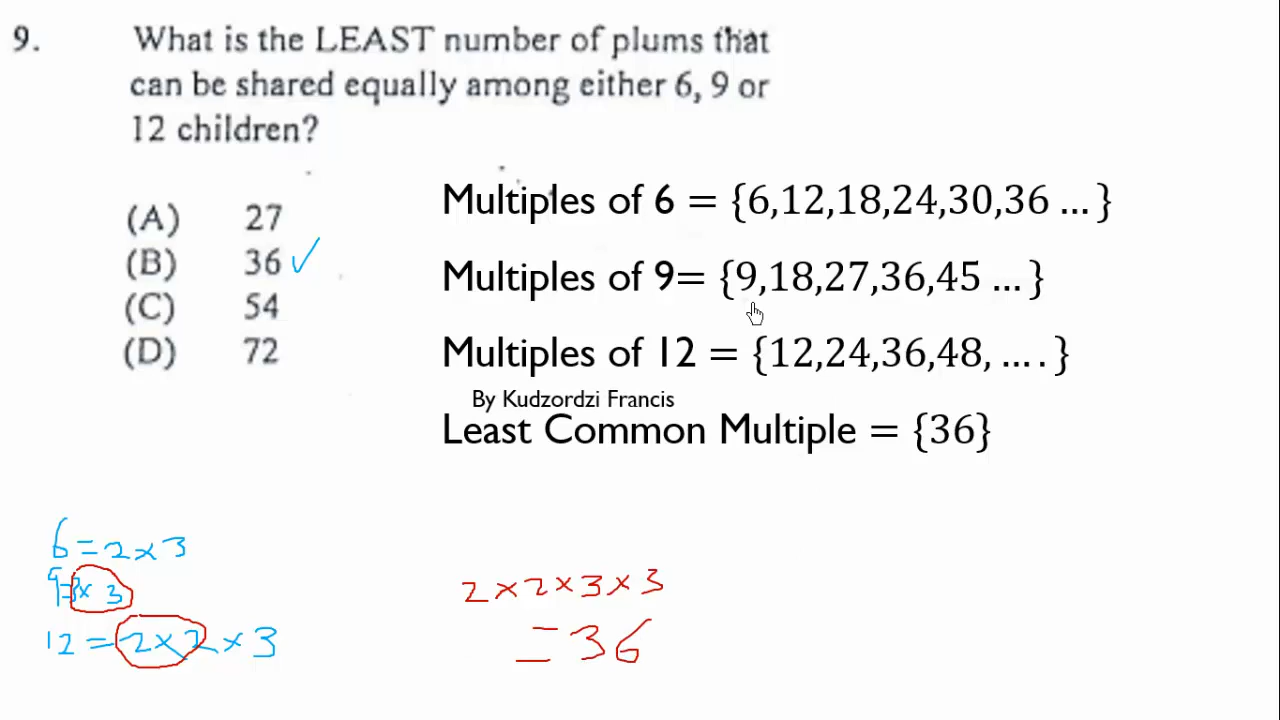 9. What is the LEAST number of plums that
can be shared equally among either 6, 9 or
12 children?
(A) 27
(B) 36 ✓
(C) 54
(D) 72
Multiples of 6 = {6,12,18,24,30,36 ... }
Multiples of 9= {9,18,27,36,45 ... }
Multiples of 12 = {12,24,36,48, ... . }
By Kudzordzi Francis
Least Common Multiple = {36}
6 = 2 × 3
9 = 3 × 3
12 = 2 × 2 × 3
2 × 2 × 3 × 3
= 36